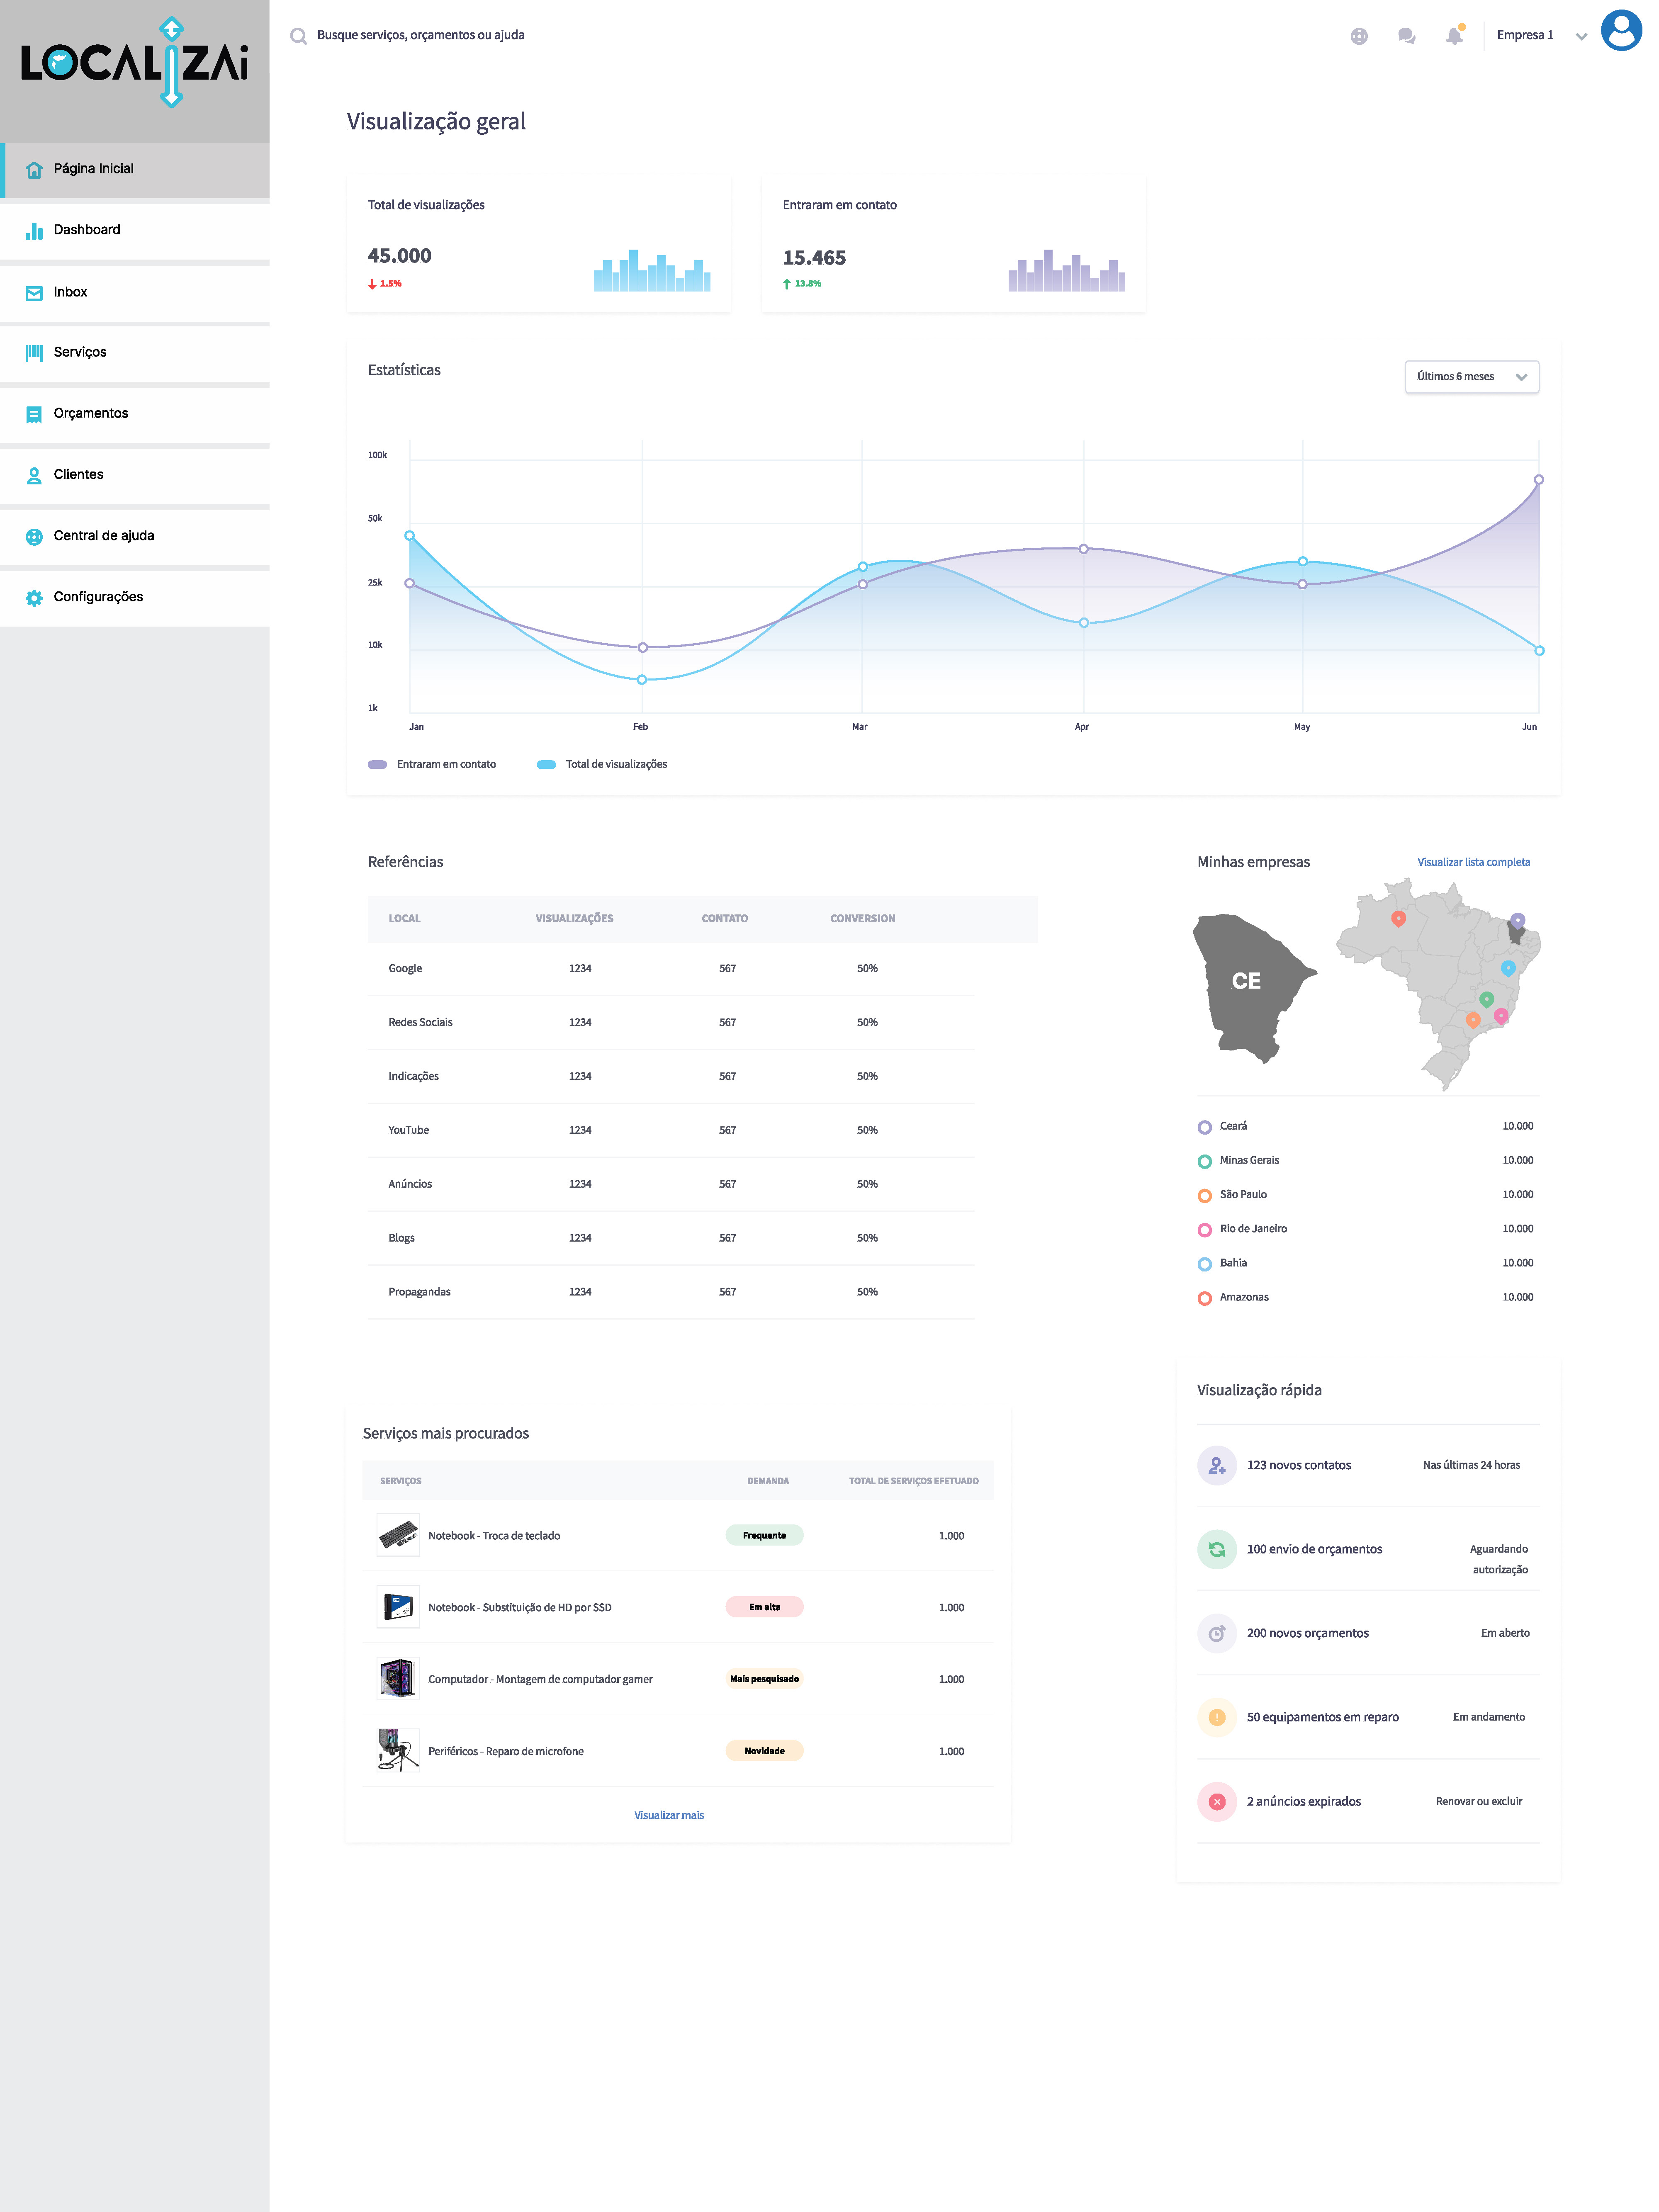 LOCALIZAi
Busque serviços, orçamentos ou ajuda
Empresa 1
Página Inicial
Dashboard
Inbox
Serviços
Orçamentos
Clientes
Central de ajuda
Configurações
Visualização geral
Total de visualizações
45.000
1.5%
Entraram em contato
15.465
13.8%
Estatísticas
Últimos 6 meses
100k
50k
25k
10k
1k
Jan Feb Mar Apr May Jun
Entraram em contato Total de visualizações
Referências
LOCAL VISUALIZAÇÕES CONTATO CONVERSION
Google 1234 567 50%
Redes Sociais 1234 567 50%
Indicações 1234 567 50%
YouTube 1234 567 50%
Anúncios 1234 567 50%
Blogs 1234 567 50%
Propagandas 1234 567 50%
Minhas empresas
Visualizar lista completa
CE
Ceará 10.000
Minas Gerais 10.000
São Paulo 10.000
Rio de Janeiro 10.000
Bahia 10.000
Amazonas 10.000
Serviços mais procurados
SERVIÇOS DEMANDA TOTAL DE SERVIÇOS EFETUADO
Notebook - Troca de teclado Frequente 1.000
Notebook - Substituição de HD por SSD Em alta 1.000
Computador - Montagem de computador gamer Mais pesquisado 1.000
Periféricos - Reparo de microfone Novidade 1.000
Visualizar mais
Visualização rápida
123 novos contatos Nas últimas 24 horas
100 envio de orçamentos Aguardando
autorização
200 novos orçamentos Em aberto
50 equipamentos em reparo Em andamento
2 anúncios expirados Renovar ou excluir